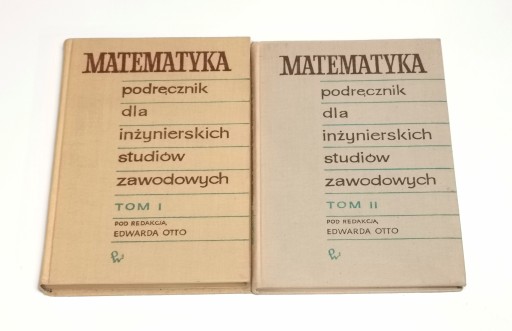 MATEMATYKA
podręcznik
dla
inżynierskich
studiów
zawodowych
TOM I
POD REDAKCJĄ
EDWARDA OTTO
MATEMATYKA
podręcznik
dla
inżynierskich
studiów
zawodowych
TOM II
POD REDAKCJĄ
EDWARDA OTTO